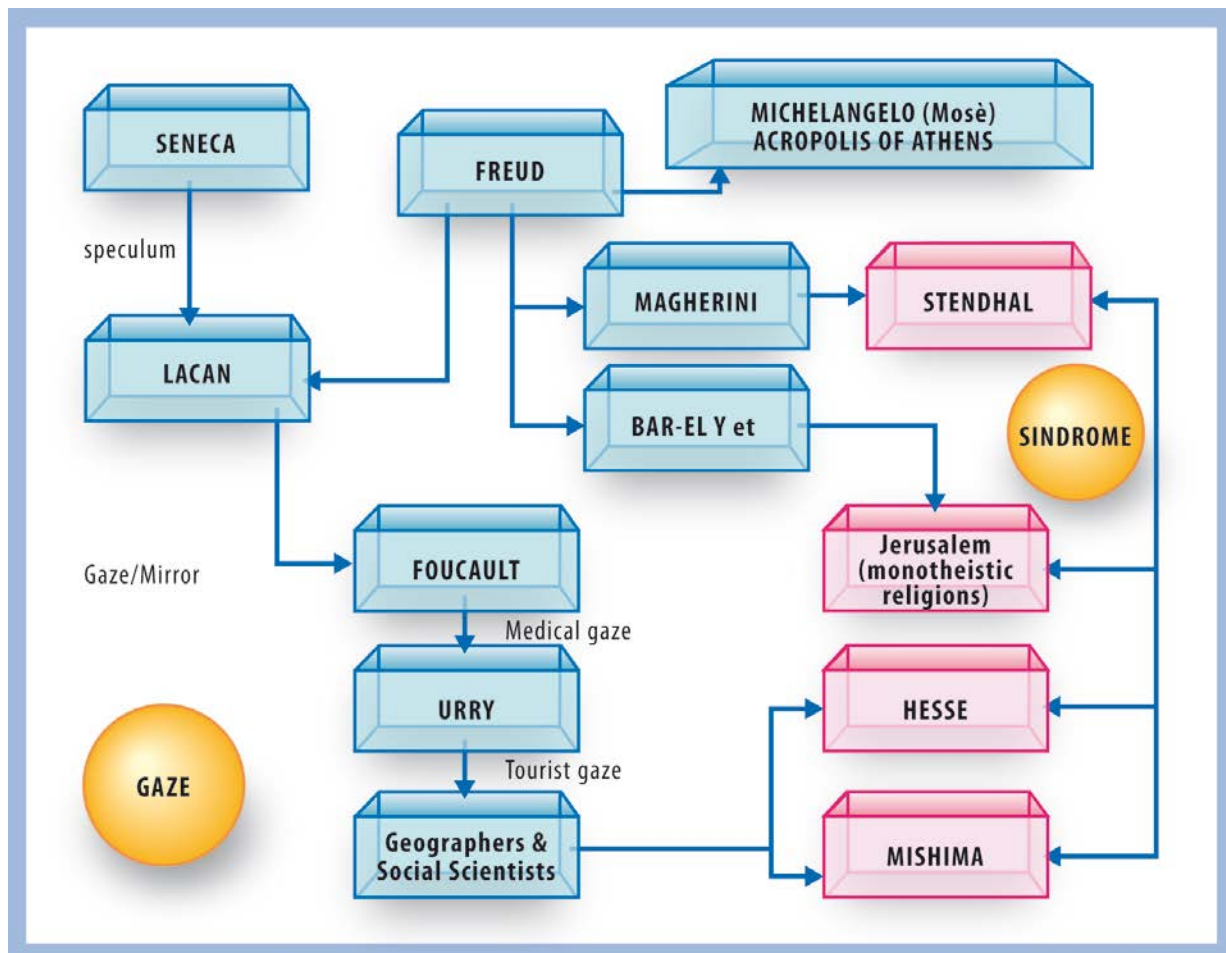 SENECA
MICHELANGELO (Mosè)
ACROPOLIS OF ATHENS
FREUD
speculum
MAGHERINI
STENDHAL
LACAN
BAR-EL Y et
SINDROME
Gaze/Mirror
FOUCAULT
Jerusalem
(monotheistic
religions)
Medical gaze
URRY
HESSE
Tourist gaze
GAZE
Geographers &
Social Scientists
MISHIMA